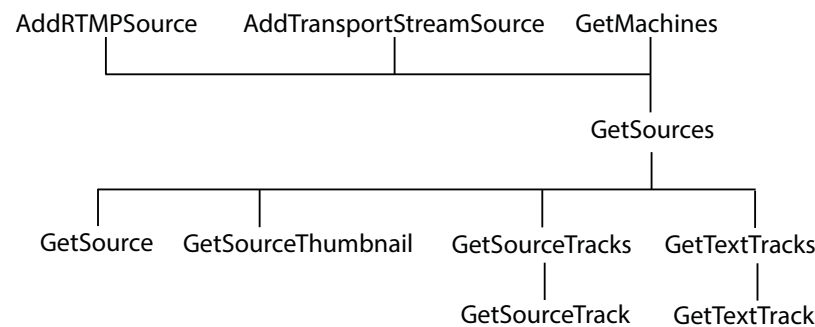 AddRTMPSource AddTransportStreamSource GetMachines
GetSources
GetSource GetSourceThumbnail GetSourceTracks GetTextTracks
GetSourceTrack GetTextTrack